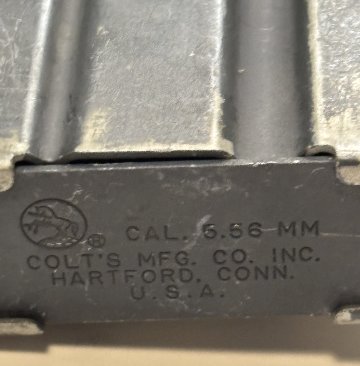 ® CAL. 5.56 MM
COLT'S MFG. CO. INC.
HARTFORD, CONN.
U.S.A.